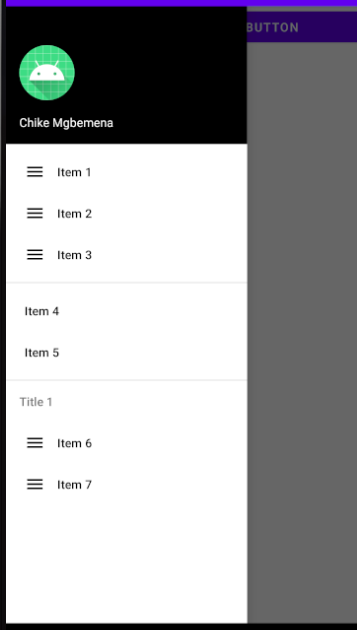 BUTTON
Chike Mgbemena
Item 1
Item 2
Item 3
Item 4
Item 5
Title 1
Item 6
Item 7